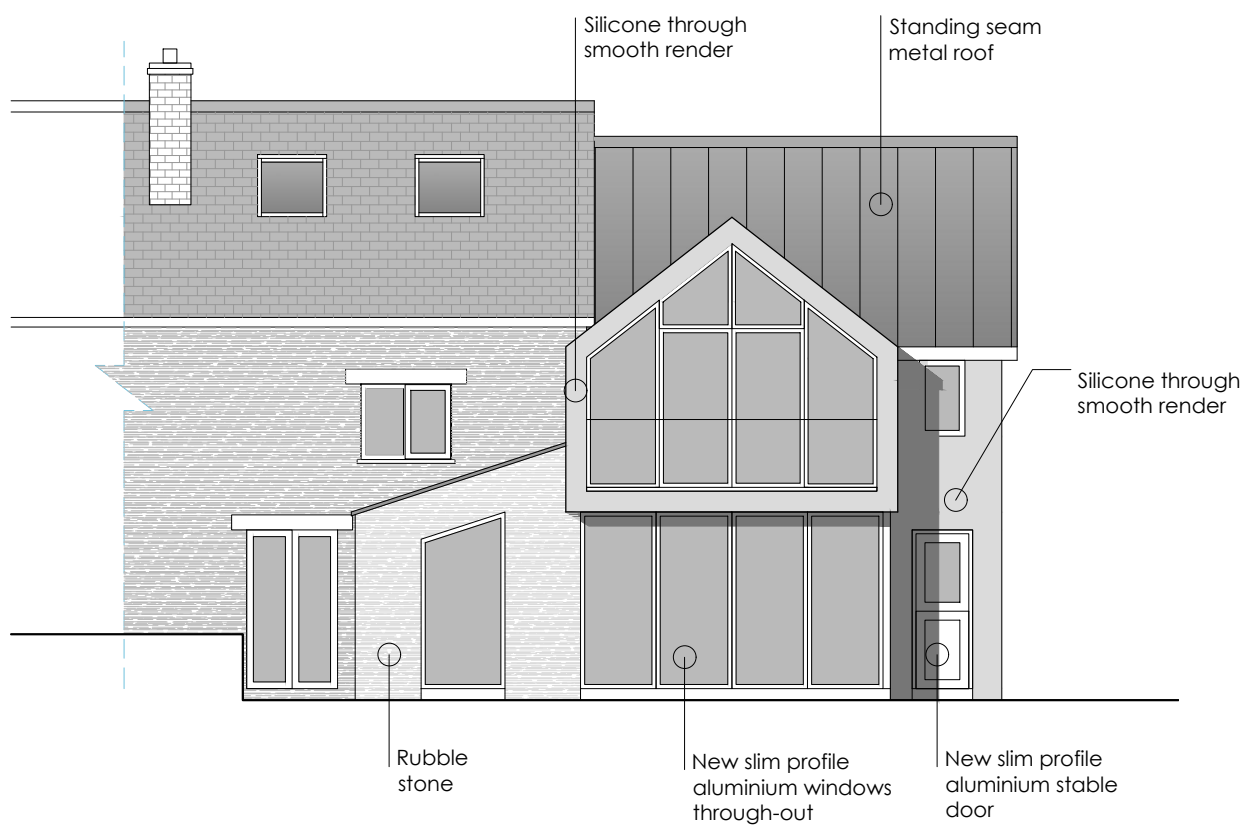 Silicone through
smooth render
Standing seam
metal roof
Silicone through
smooth render
Rubble
stone
New slim profile
aluminium windows
through-out
New slim profile
aluminium stable
door